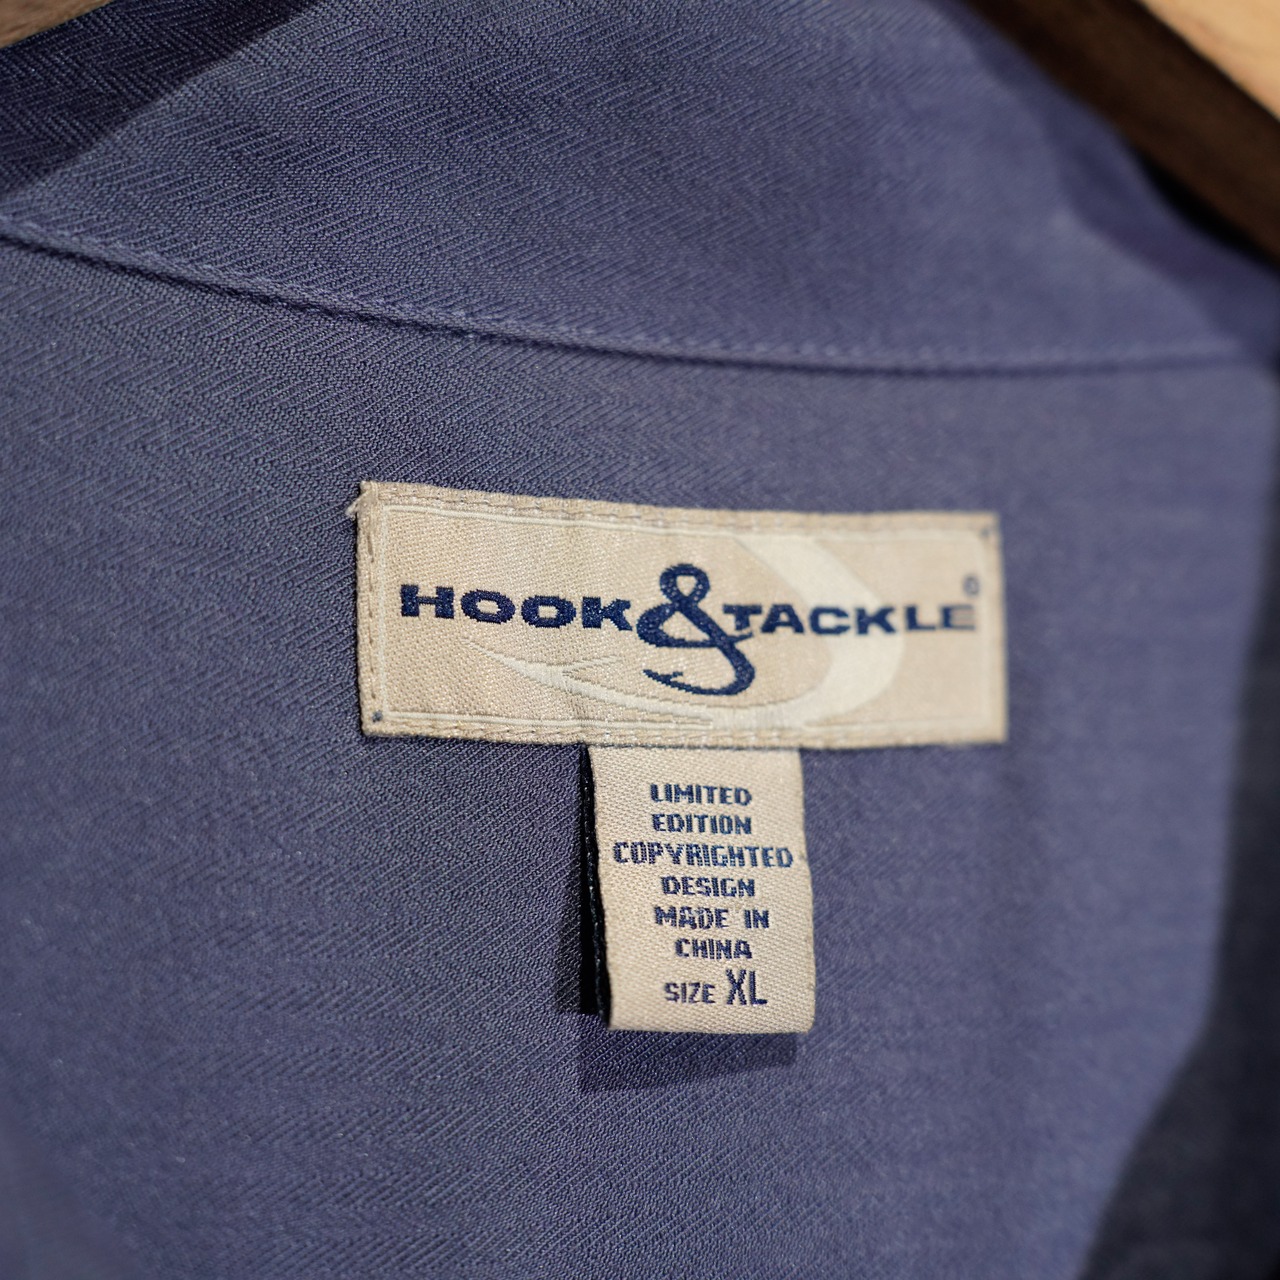 HOOK & TACKLE®
LIMITED
EDITION
COPYRIGHTED
DESIGN
MADE IN
CHINA
SIZE XL